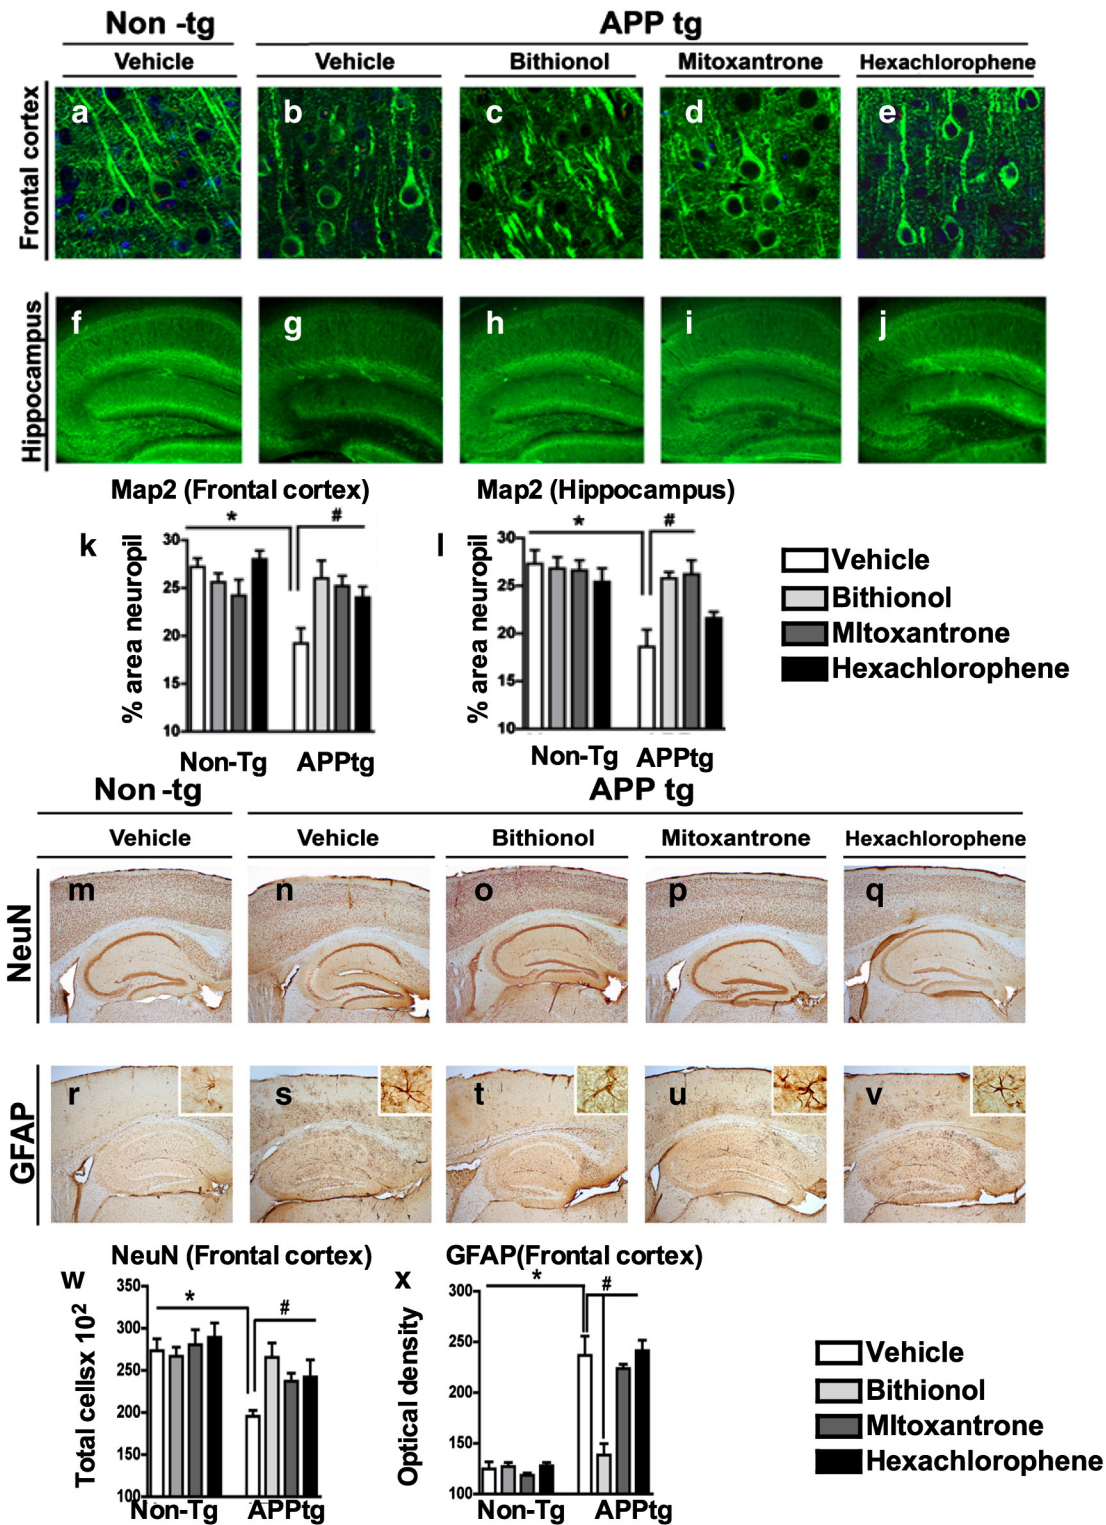 Non -tg APP tg
Vehicle Vehicle Bithionol Mitoxantrone Hexachlorophene
Frontal cortex
a b c d e
Hippocampus
f g h i j
Map2 (Frontal cortex) Map2 (Hippocampus)
k
* #
% area neuropil
30
25
20
15
10
Non-Tg APPtg
l
* #
% area neuropil
30
25
20
15
10
Non-Tg APPtg
Vehicle
Bithionol
MItoxantrone
Hexachlorophene
Non -tg APP tg
Vehicle Vehicle Bithionol Mitoxantrone Hexachlorophene
NeuN
m n o p q
GFAP
r s t u v
NeuN (Frontal cortex) GFAP(Frontal cortex)
w
* #
Total cellsx 10²
350
300
250
200
150
100
Non-Tg APPtg
x
* #
Optical density
300
250
200
150
100
Non-Tg APPtg
Vehicle
Bithionol
MItoxantrone
Hexachlorophene